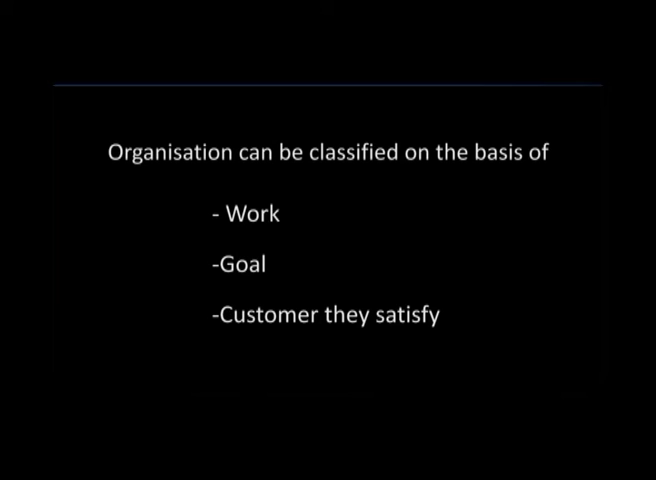 Organisation can be classified on the basis of
- Work
-Goal
-Customer they satisfy